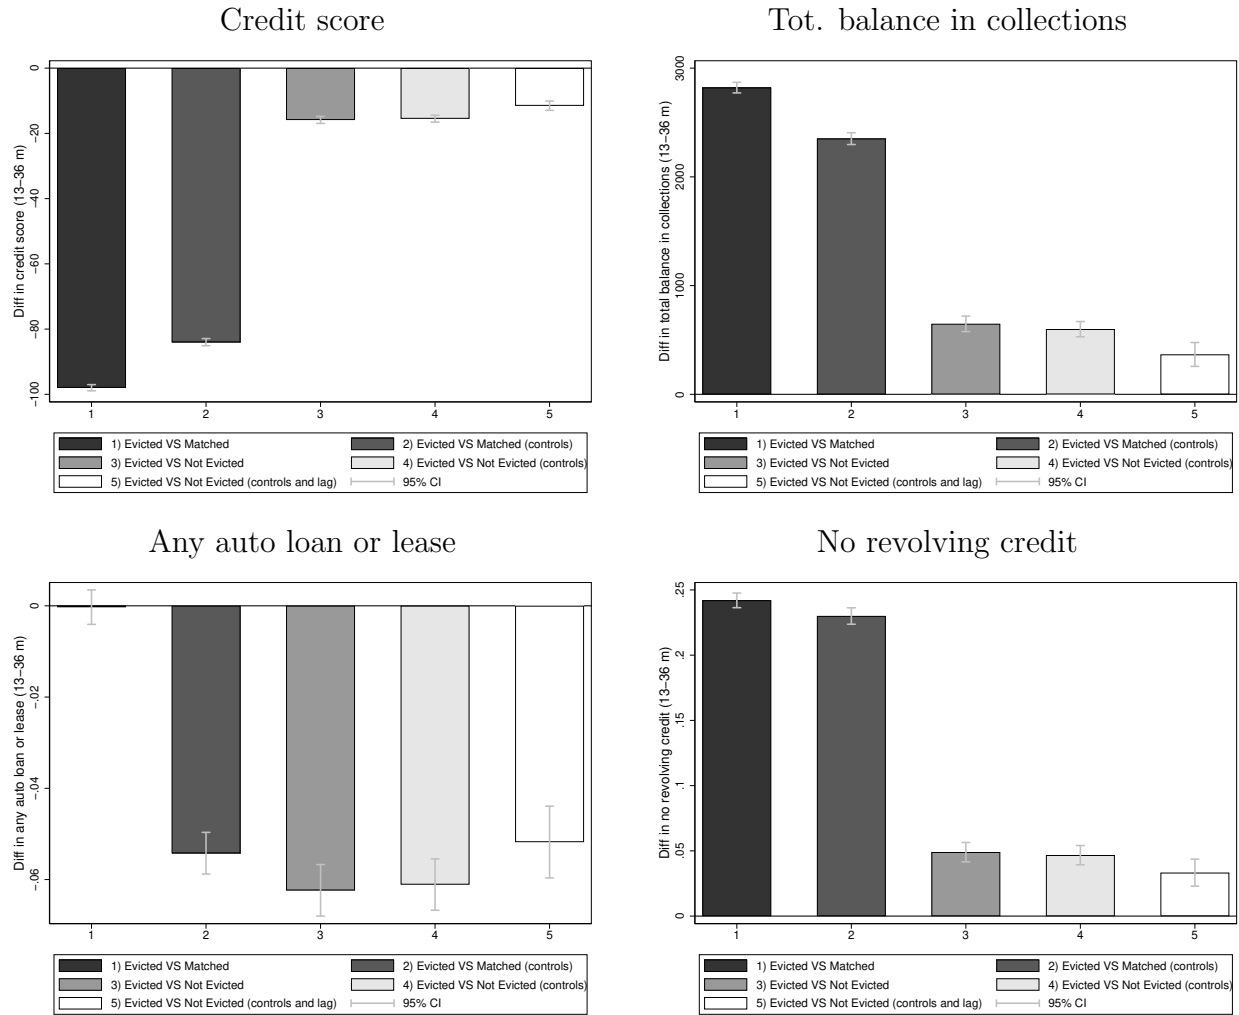 Credit score
Diff in credit score (13−36 m)
0
−20
−40
−60
−80
−100
1 2 3 4 5
1) Evicted VS Matched 2) Evicted VS Matched (controls)
3) Evicted VS Not Evicted 4) Evicted VS Not Evicted (controls)
5) Evicted VS Not Evicted (controls and lag) 95% CI
Tot. balance in collections
Diff in total balance in collections (13−36 m)
3000
2000
1000
0
1 2 3 4 5
1) Evicted VS Matched 2) Evicted VS Matched (controls)
3) Evicted VS Not Evicted 4) Evicted VS Not Evicted (controls)
5) Evicted VS Not Evicted (controls and lag) 95% CI
Any auto loan or lease
Diff in any auto loan or lease (13−36 m)
0
−.02
−.04
−.06
1 2 3 4 5
1) Evicted VS Matched 2) Evicted VS Matched (controls)
3) Evicted VS Not Evicted 4) Evicted VS Not Evicted (controls)
5) Evicted VS Not Evicted (controls and lag) 95% CI
No revolving credit
Diff in no revolving credit (13−36 m)
.25
.2
.15
.1
.05
0
1 2 3 4 5
1) Evicted VS Matched 2) Evicted VS Matched (controls)
3) Evicted VS Not Evicted 4) Evicted VS Not Evicted (controls)
5) Evicted VS Not Evicted (controls and lag) 95% CI